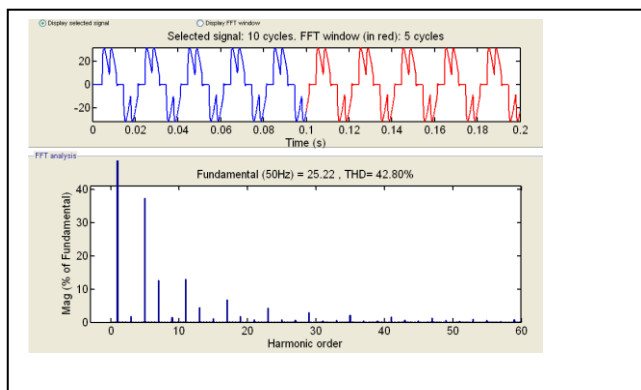 Display selected signal Display FFT window
Selected signal: 10 cycles. FFT window (in red): 5 cycles
20
0
-20
0 0.02 0.04 0.06 0.08 0.1 0.12 0.14 0.16 0.18 0.2
Time (s)
FFT analysis
Fundamental (50Hz) = 25.22 , THD= 42.80%
Mag (% of Fundamental)
40
30
20
10
0
0 10 20 30 40 50 60
Harmonic order